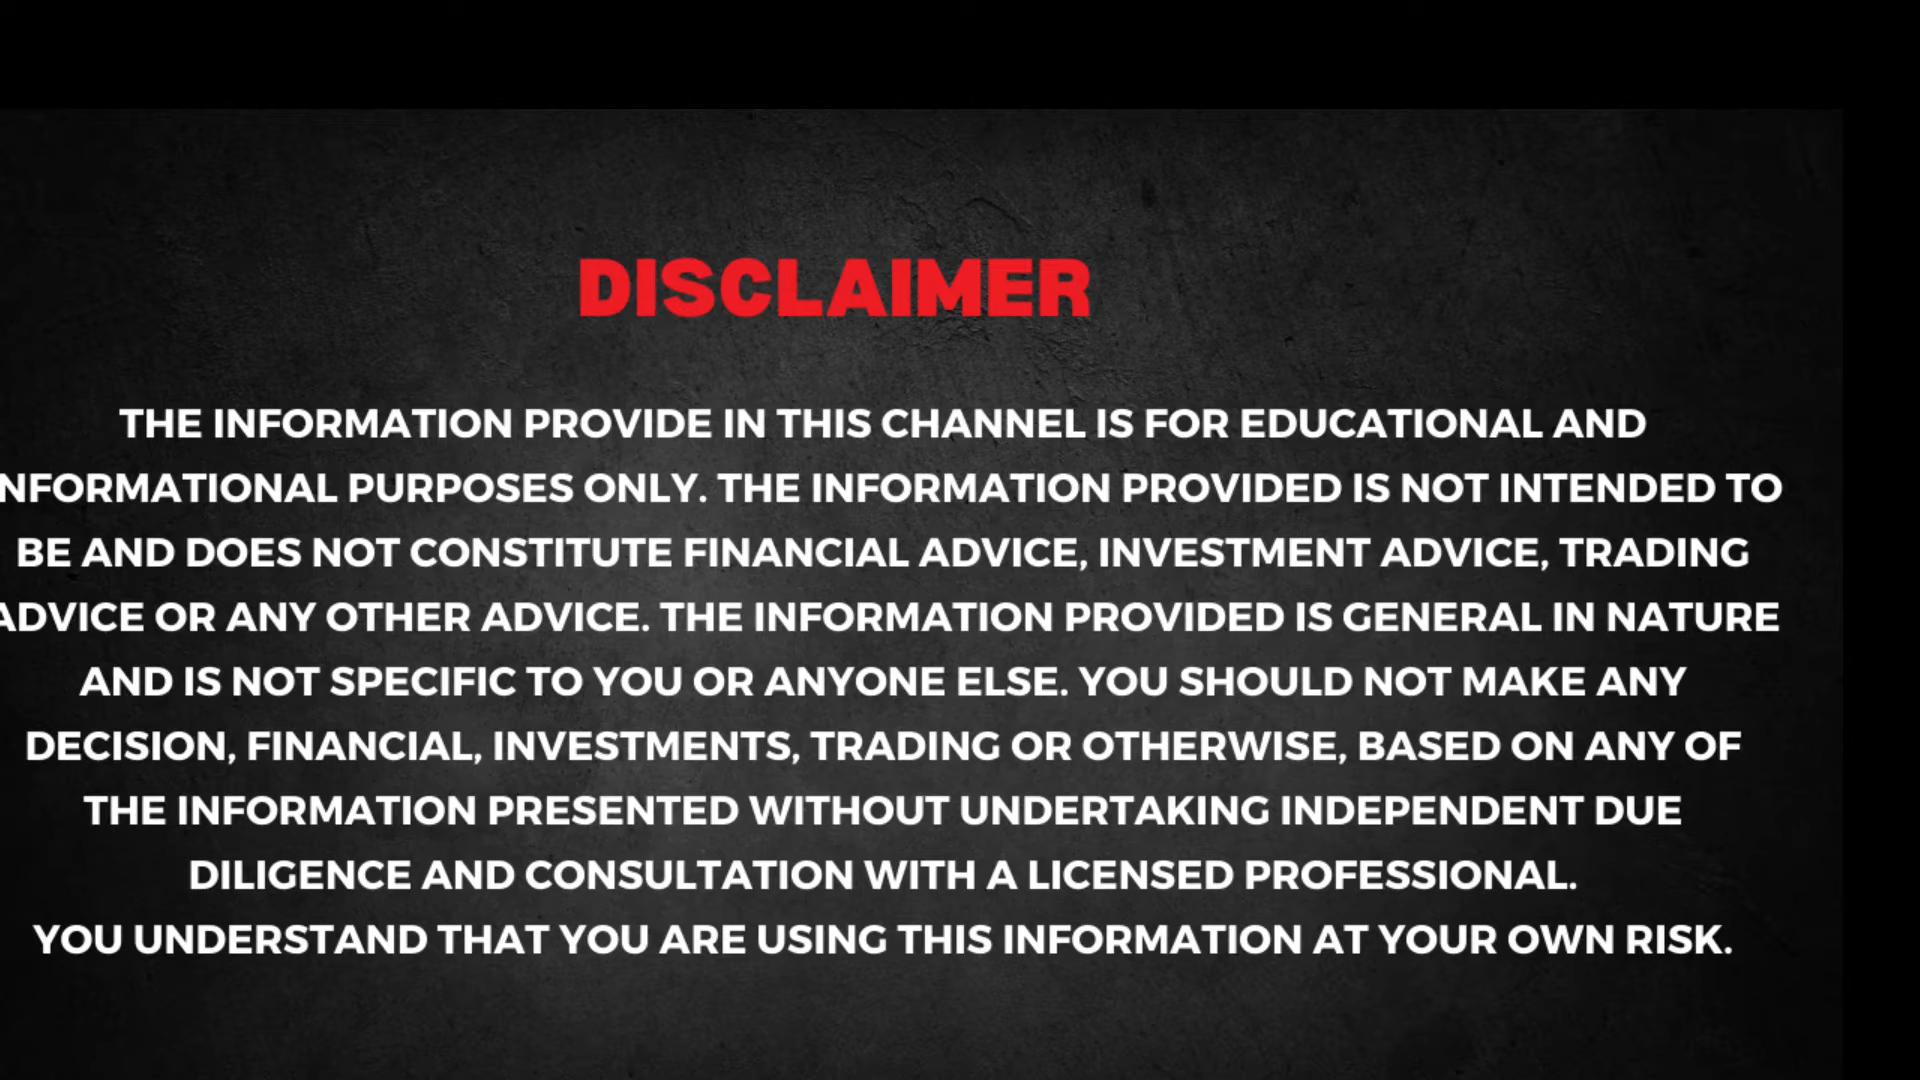 DISCLAIMER
THE INFORMATION PROVIDE IN THIS CHANNEL IS FOR EDUCATIONAL AND
NFORMATIONAL PURPOSES ONLY. THE INFORMATION PROVIDED IS NOT INTENDED TO
BE AND DOES NOT CONSTITUTE FINANCIAL ADVICE, INVESTMENT ADVICE, TRADING
ADVICE OR ANY OTHER ADVICE. THE INFORMATION PROVIDED IS GENERAL IN NATURE
AND IS NOT SPECIFIC TO YOU OR ANYONE ELSE. YOU SHOULD NOT MAKE ANY
DECISION, FINANCIAL, INVESTMENTS, TRADING OR OTHERWISE, BASED ON ANY OF
THE INFORMATION PRESENTED WITHOUT UNDERTAKING INDEPENDENT DUE
DILIGENCE AND CONSULTATION WITH A LICENSED PROFESSIONAL.
YOU UNDERSTAND THAT YOU ARE USING THIS INFORMATION AT YOUR OWN RISK.